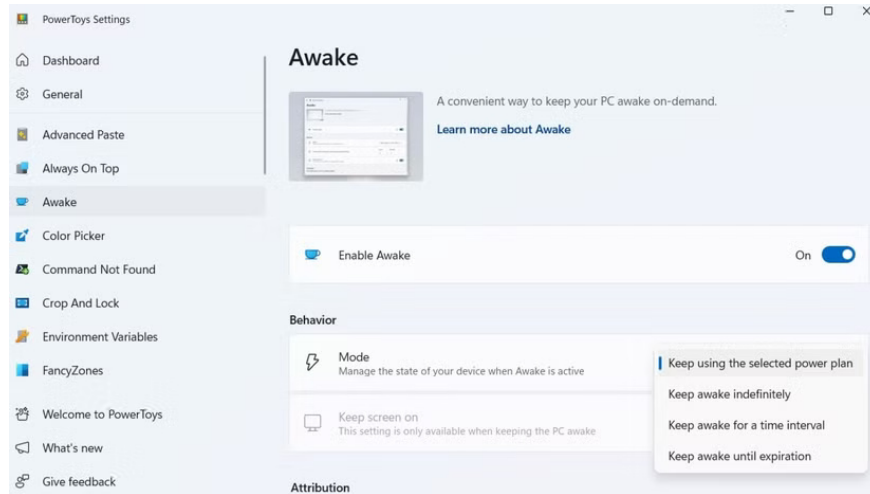 PowerToys Settings
Dashboard
General
Advanced Paste
Always On Top
Awake
Color Picker
Command Not Found
Crop And Lock
Environment Variables
FancyZones
Welcome to PowerToys
What's new
Give feedback
Awake
A convenient way to keep your PC awake on-demand.
Learn more about Awake
Enable Awake
On
Behavior
Mode
Manage the state of your device when Awake is active
Keep using the selected power plan
Keep awake indefinitely
Keep awake for a time interval
Keep awake until expiration
Keep screen on
This setting is only available when keeping the PC awake
Attribution